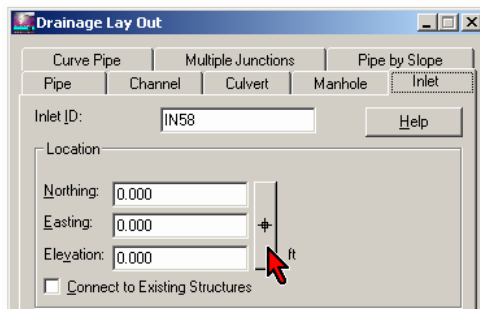 Drainage Lay Out
Curve Pipe Multiple Junctions Pipe by Slope
Pipe Channel Culvert Manhole Inlet
Inlet ID: IN58 Help
Location
Northing: 0.000
Easting: 0.000
Elevation: 0.000 ft
Connect to Existing Structures